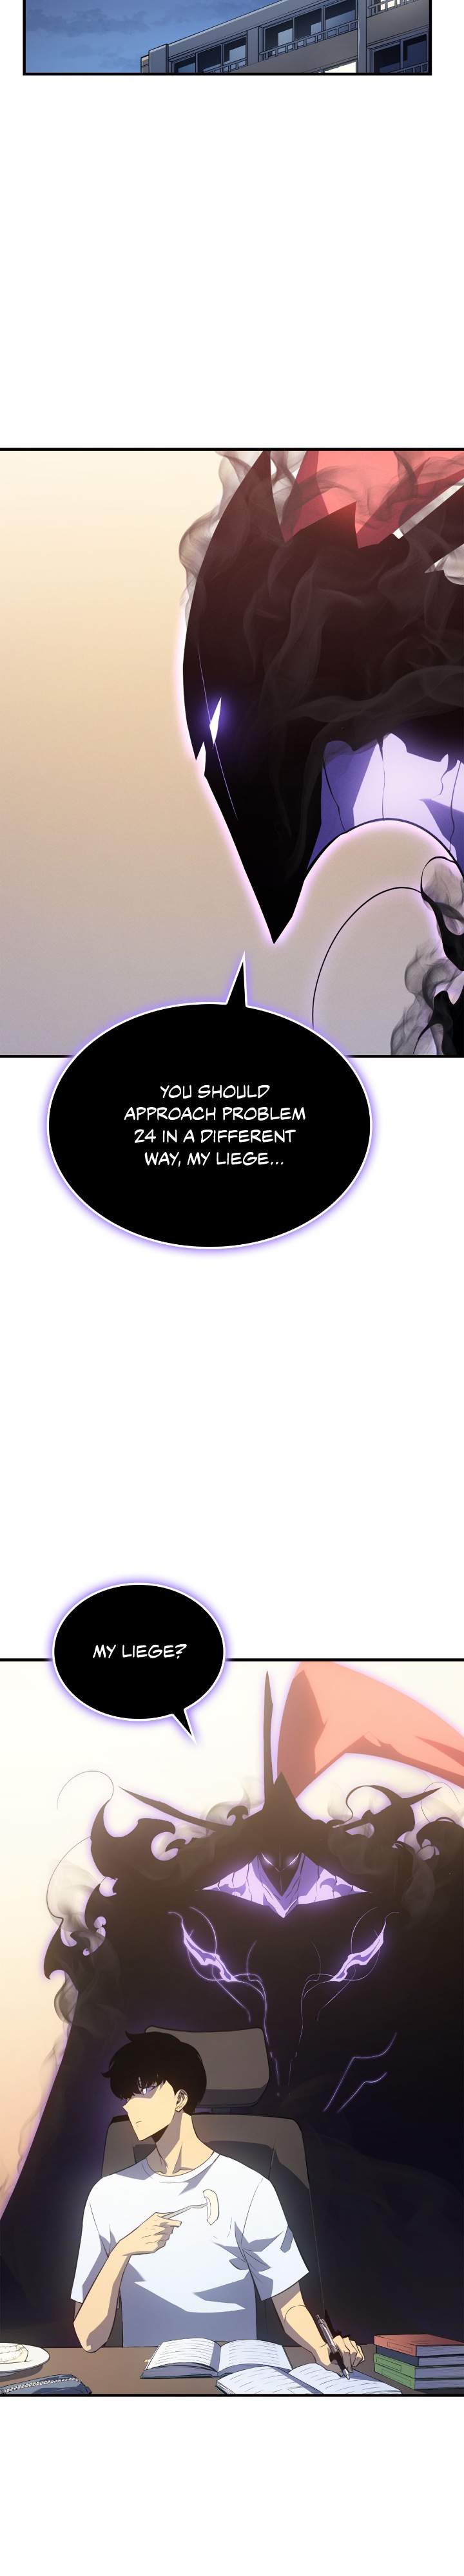 YOU SHOULD
APPROACH PROBLEM
24 IN A DIFFERENT
WAY, MY LIEGE...
MY LIEGE?